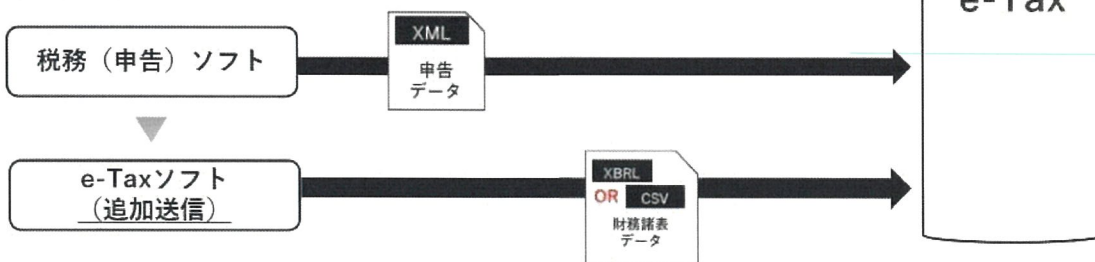 e-Tax
税務（申告）ソフト
XML
申告
データ
e-Taxソフト
（追加送信）
XBRL
OR CSV
財務諸表
データ